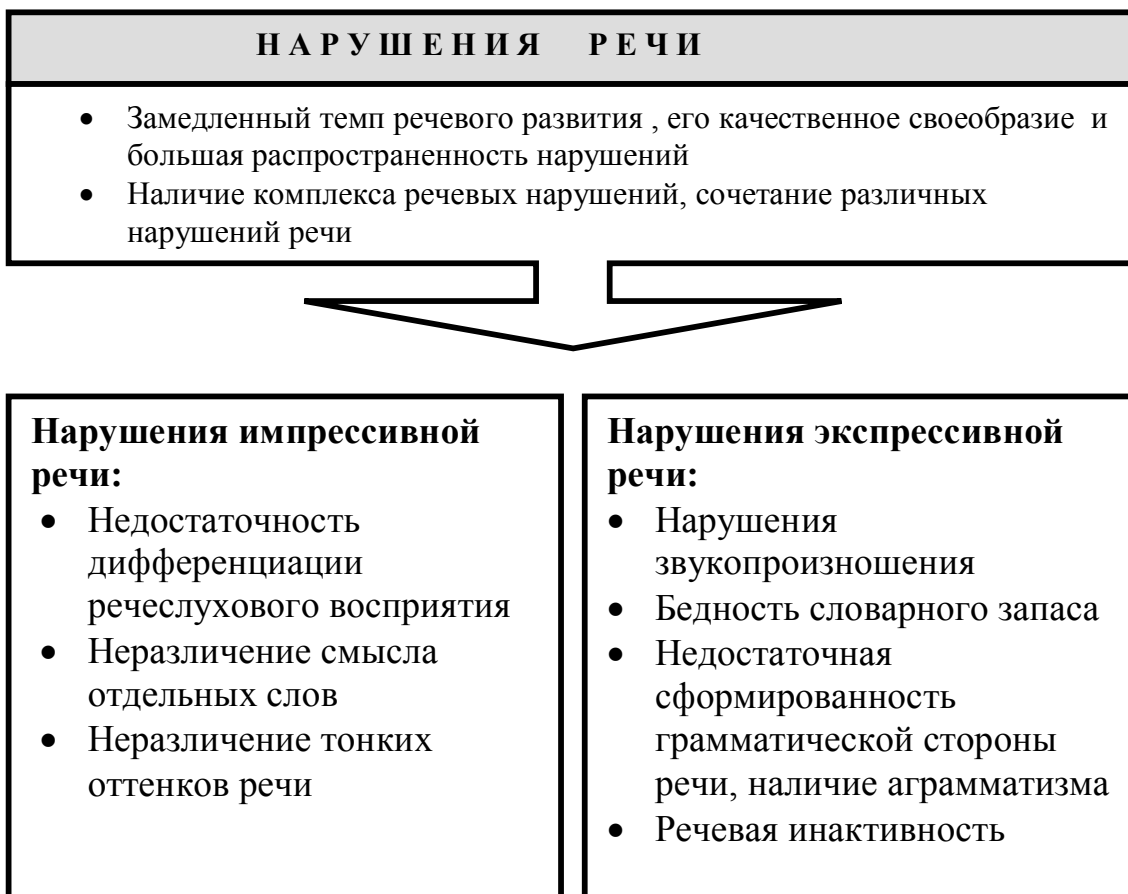 НАРУШЕНИЯ РЕЧИ
• Замедленный темп речевого развития , его качественное своеобразие и
большая распространенность нарушений
• Наличие комплекса речевых нарушений, сочетание различных
нарушений речи
Нарушения импрессивной
речи:
• Недостаточность
дифференциации
речеслухового восприятия
• Неразличение смысла
отдельных слов
• Неразличение тонких
оттенков речи
Нарушения экспрессивной
речи:
• Нарушения
звукопроизношения
• Бедность словарного запаса
• Недостаточная
сформированность
грамматической стороны
речи, наличие аграмматизма
• Речевая инактивность